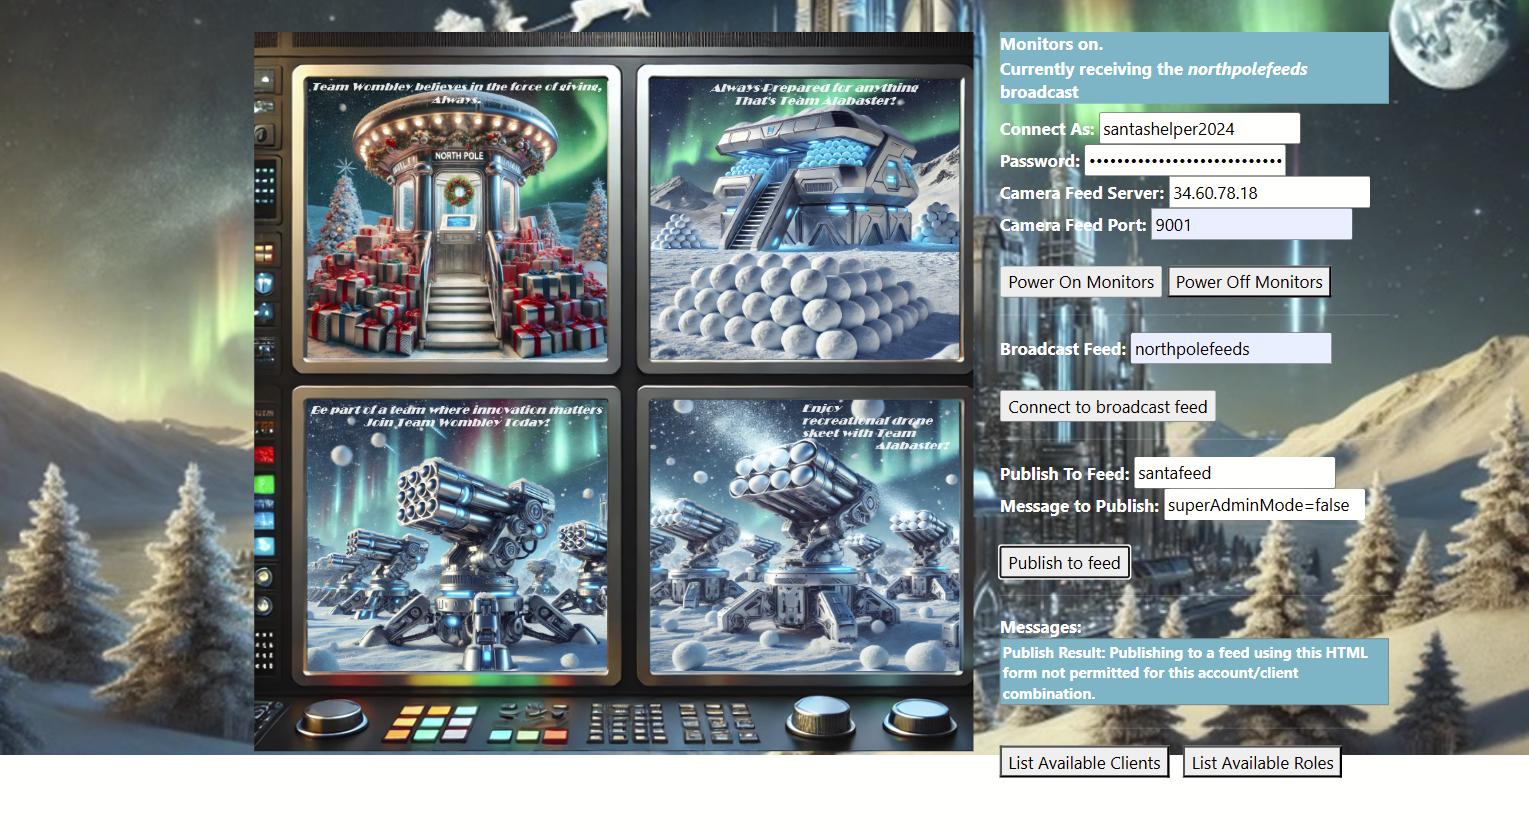 Team Wombley believes in the force of giving,
Always.
NORTH POLE
Always Prepared for anything
That's Team Alabaster!
Be part of a team where innovation matters
Join Team Wombley Today!
Enjoy
recreational drone
skeet with Team
Alabaster!
Monitors on.
Currently receiving the northpolefeeds
broadcast
Connect As: santashelper2024
Password: ••••••••••••••••••••••••••••
Camera Feed Server: 34.60.78.18
Camera Feed Port: 9001
Power On Monitors Power Off Monitors
Broadcast Feed: northpolefeeds
Connect to broadcast feed
Publish To Feed: santafeed
Message to Publish: superAdminMode=false
Publish to feed
Messages:
Publish Result: Publishing to a feed using this HTML
form not permitted for this account/client
combination.
List Available Clients List Available Roles